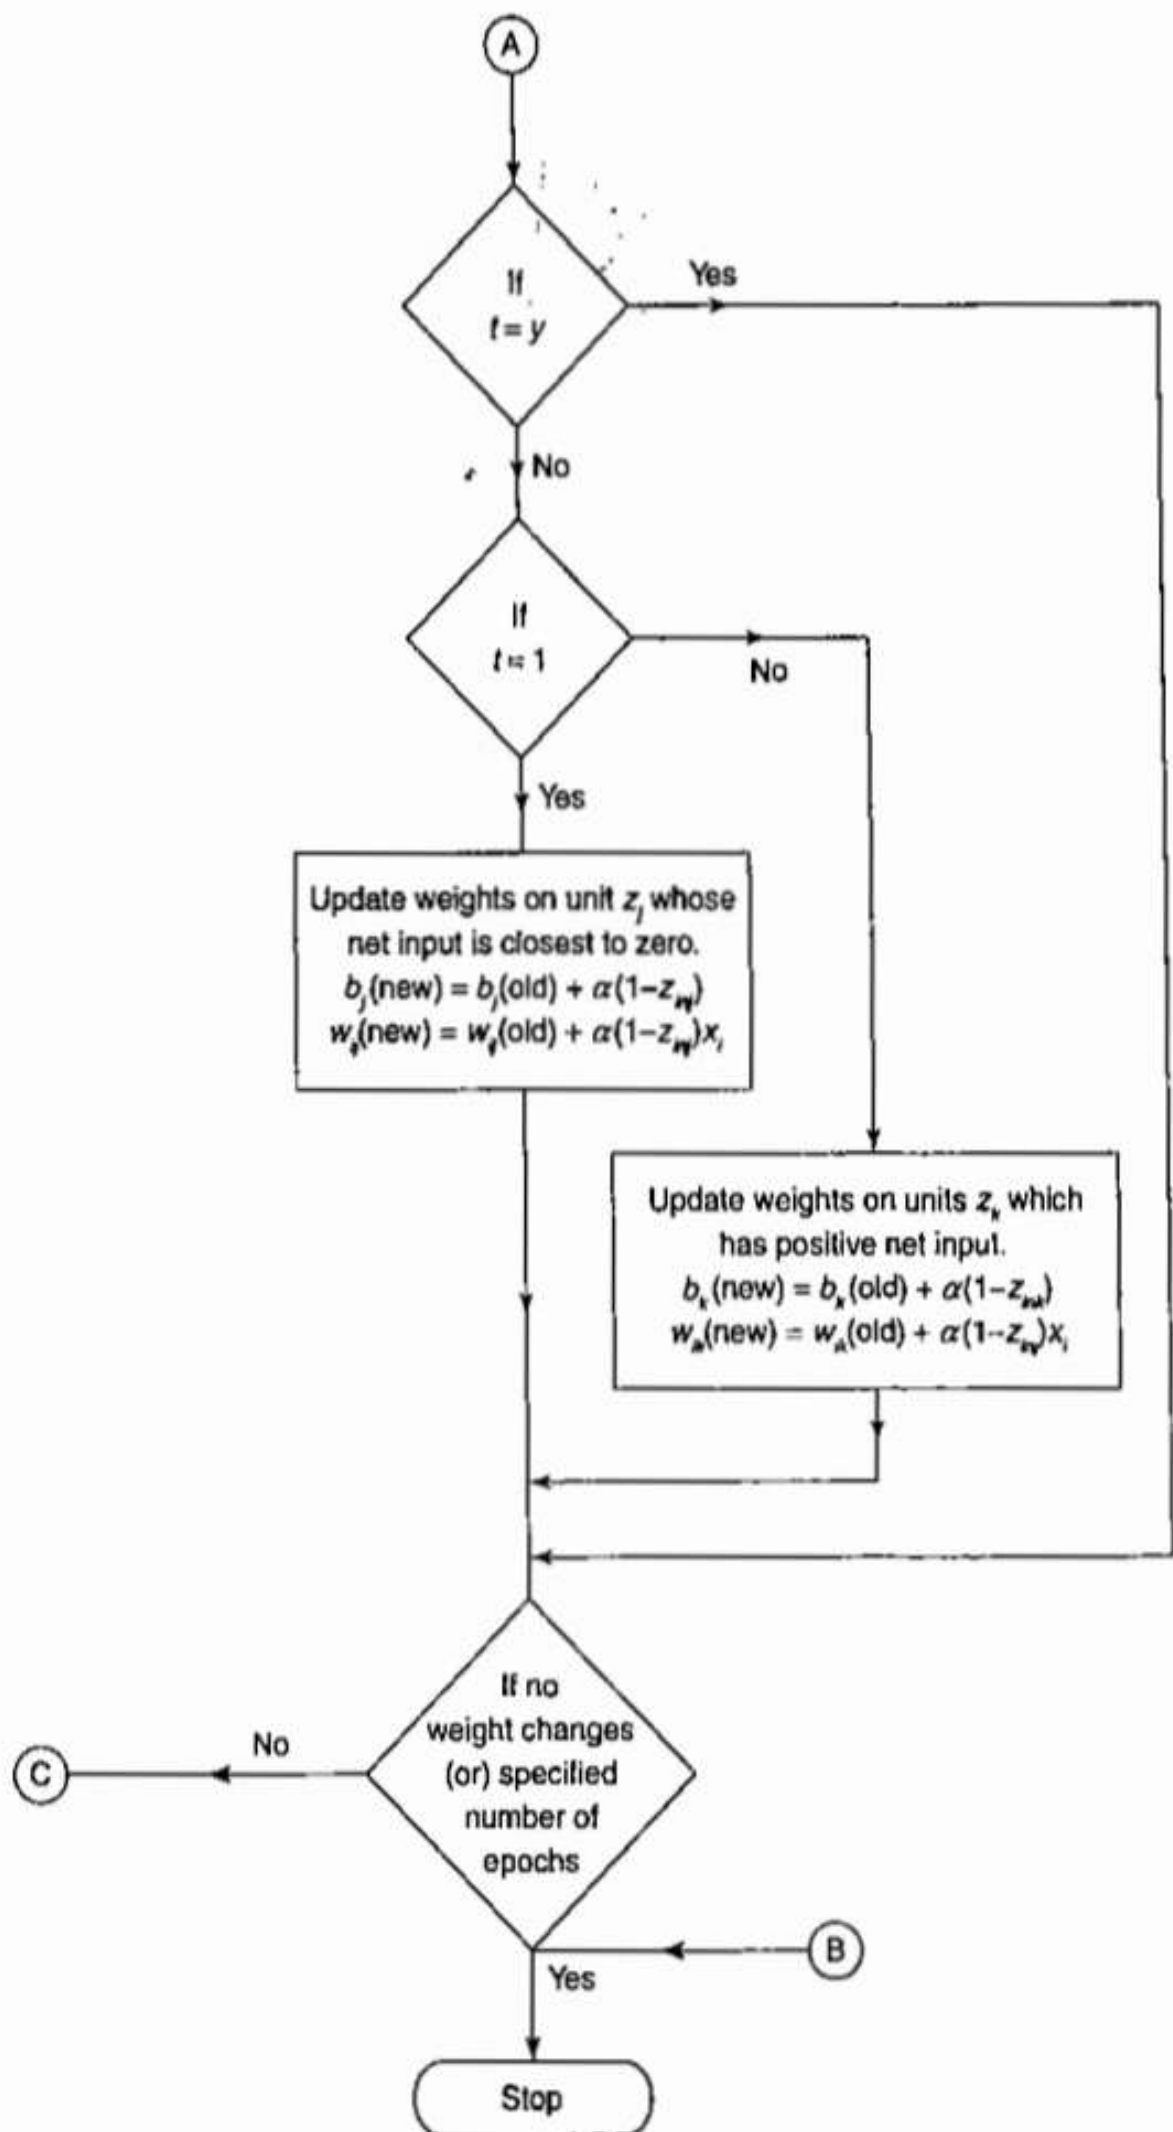 A
If
t = y
Yes
No
If
t = 1
No
Yes
Update weights on unit z_j whose
net input is closest to zero.
b_j(new) = b_j(old) + α(1−z_inj)
w_ij(new) = w_ij(old) + α(1−z_inj)x_i
Update weights on units z_k which
has positive net input.
b_k(new) = b_k(old) + α(1−z_ink)
w_ik(new) = w_ik(old) + α(1−z_inj)x_i
If no
weight changes
(or) specified
number of
epochs
No
C
B
Yes
Stop